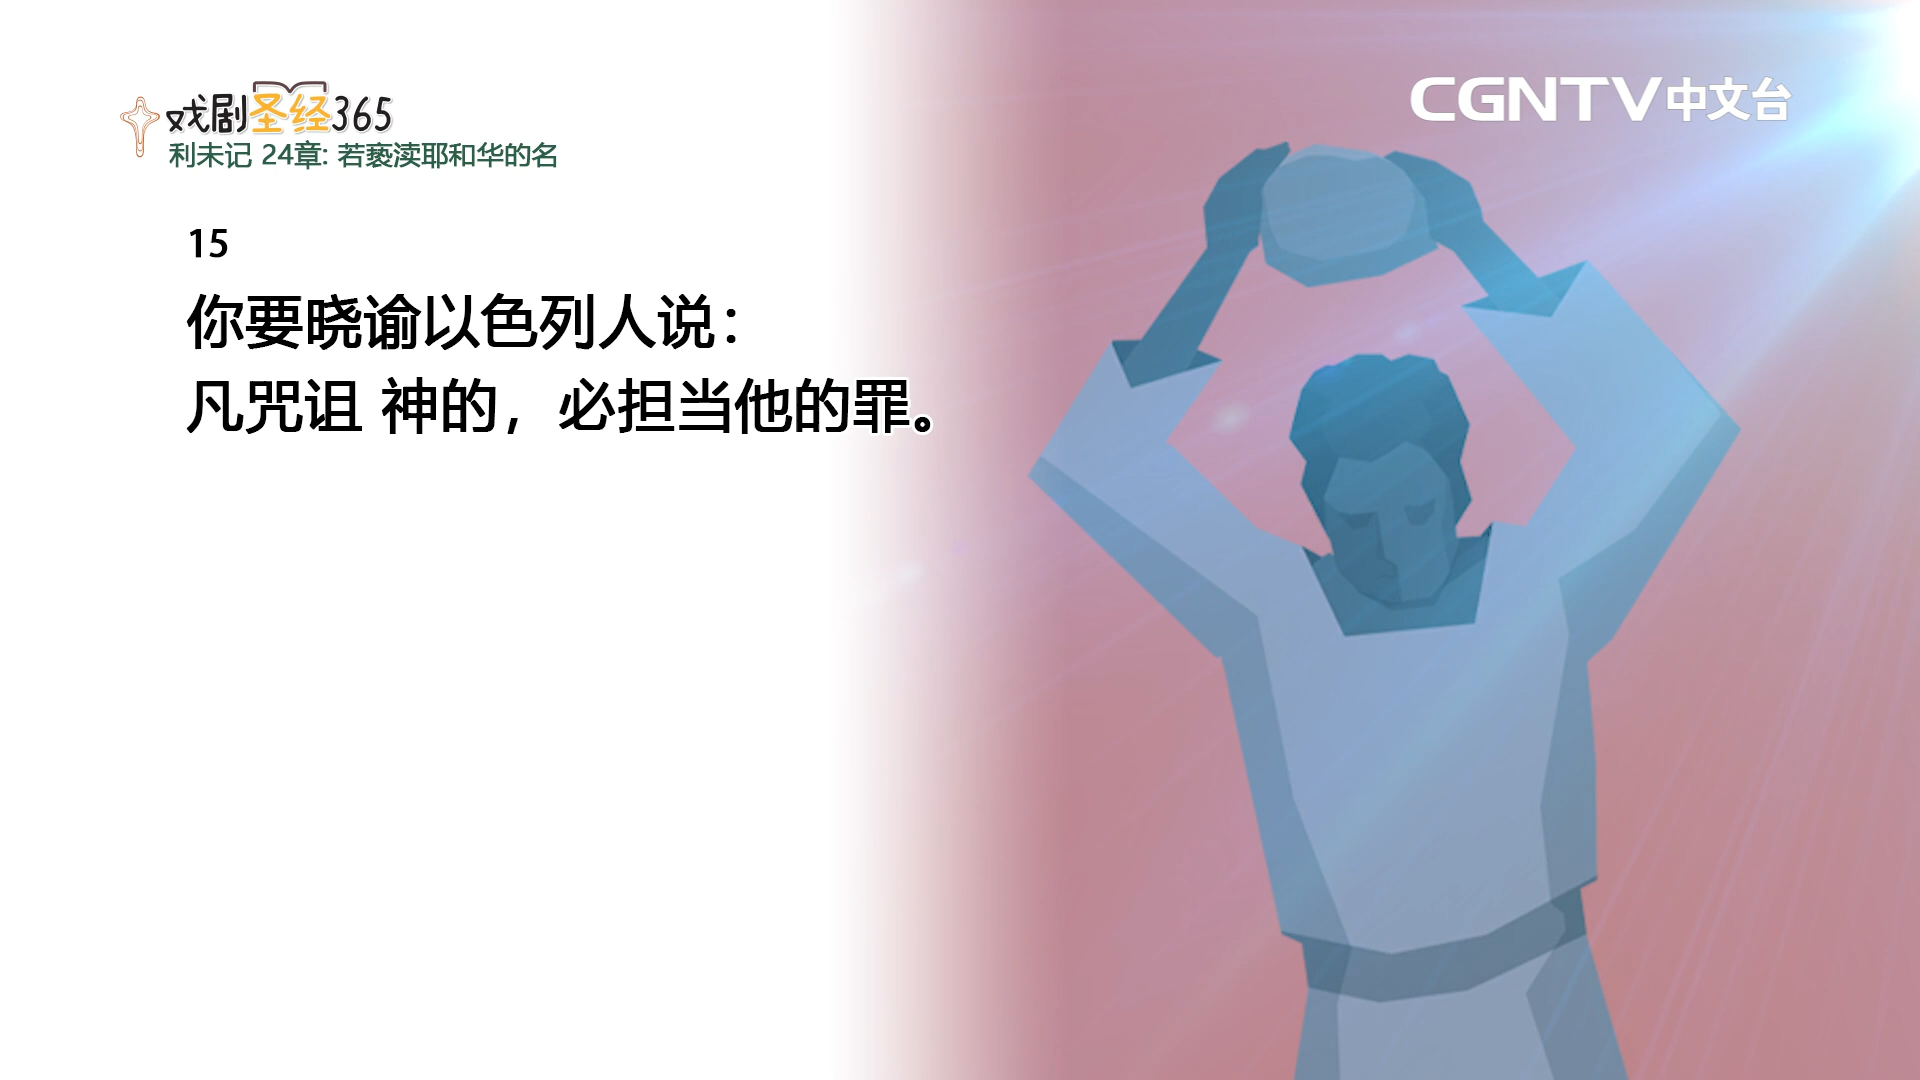 戏剧圣经365
利未记 24章: 若亵渎耶和华的名
CGNTV中文台
15
你要晓谕以色列人说：
凡咒诅 神的，必担当他的罪。